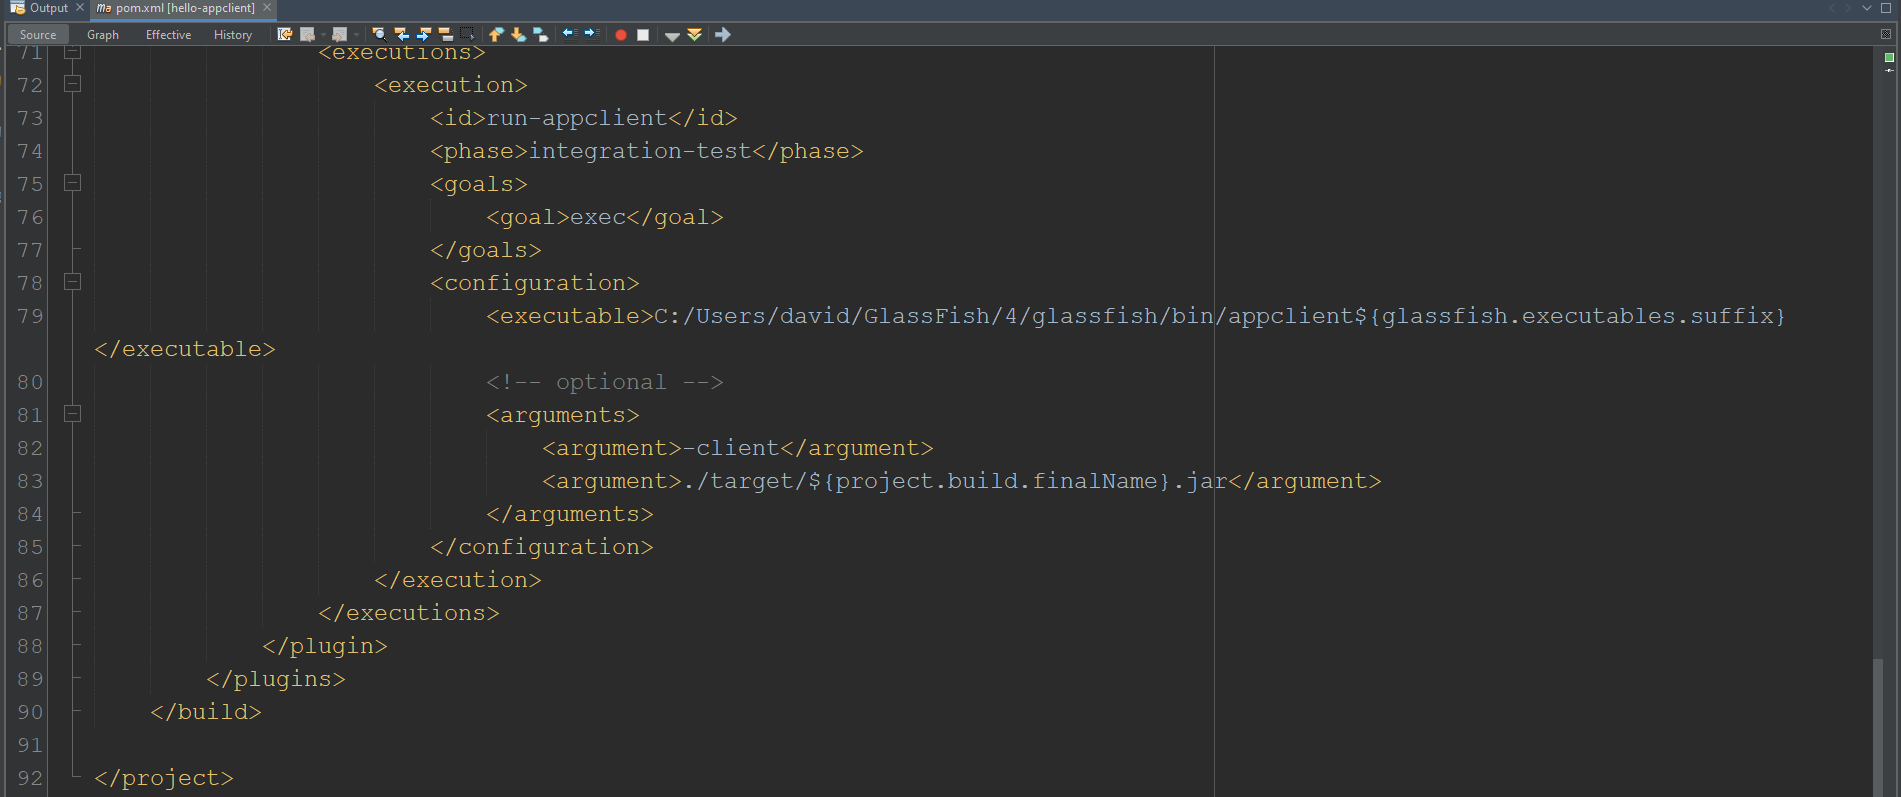 Output
pom.xml [hello-appclient]
Source Graph Effective History
71 <executions>
72 <execution>
73 <id>run-appclient</id>
74 <phase>integration-test</phase>
75 <goals>
76 <goal>exec</goal>
77 </goals>
78 <configuration>
79 <executable>C:/Users/david/GlassFish/4/glassfish/bin/appclient${glassfish.executables.suffix}
</executable>
80 <!-- optional -->
81 <arguments>
82 <argument>-client</argument>
83 <argument>./target/${project.build.finalName}.jar</argument>
84 </arguments>
85 </configuration>
86 </execution>
87 </executions>
88 </plugin>
89 </plugins>
90 </build>
91
92 </project>